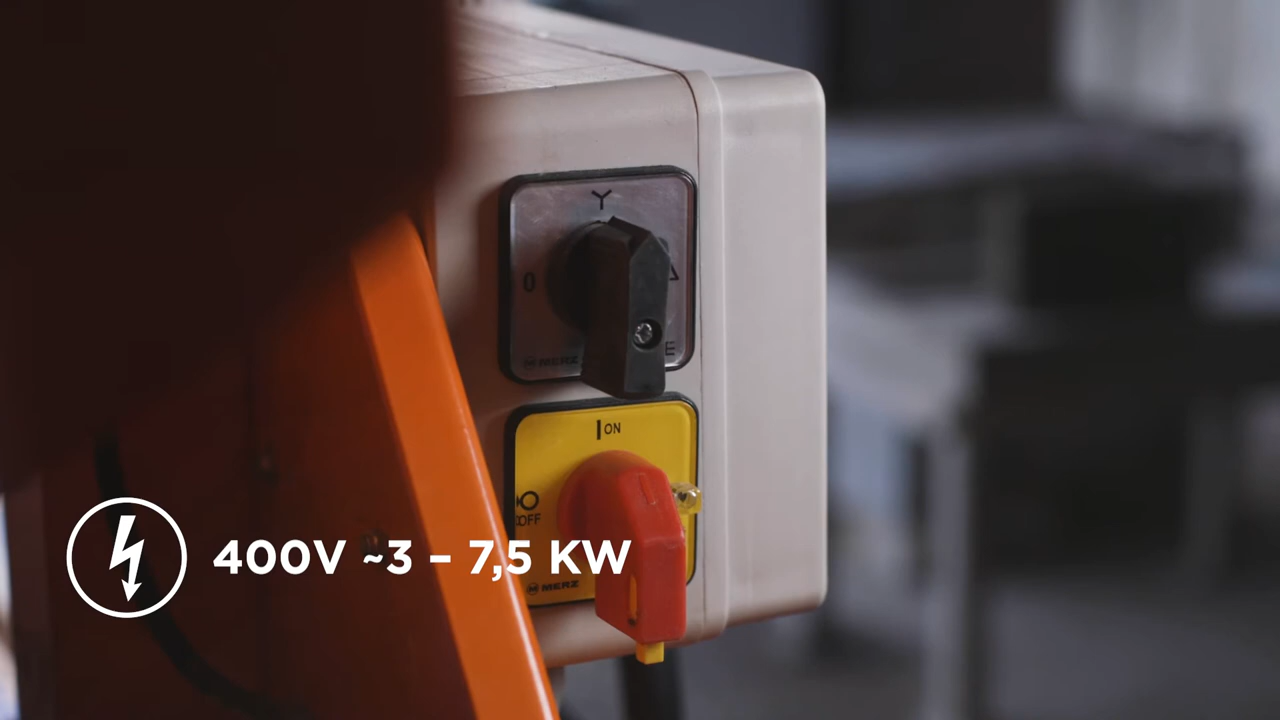 Y
0
Δ
MERZ
E
I ON
O
OFF
MERZ
400V ~3 – 7,5 KW